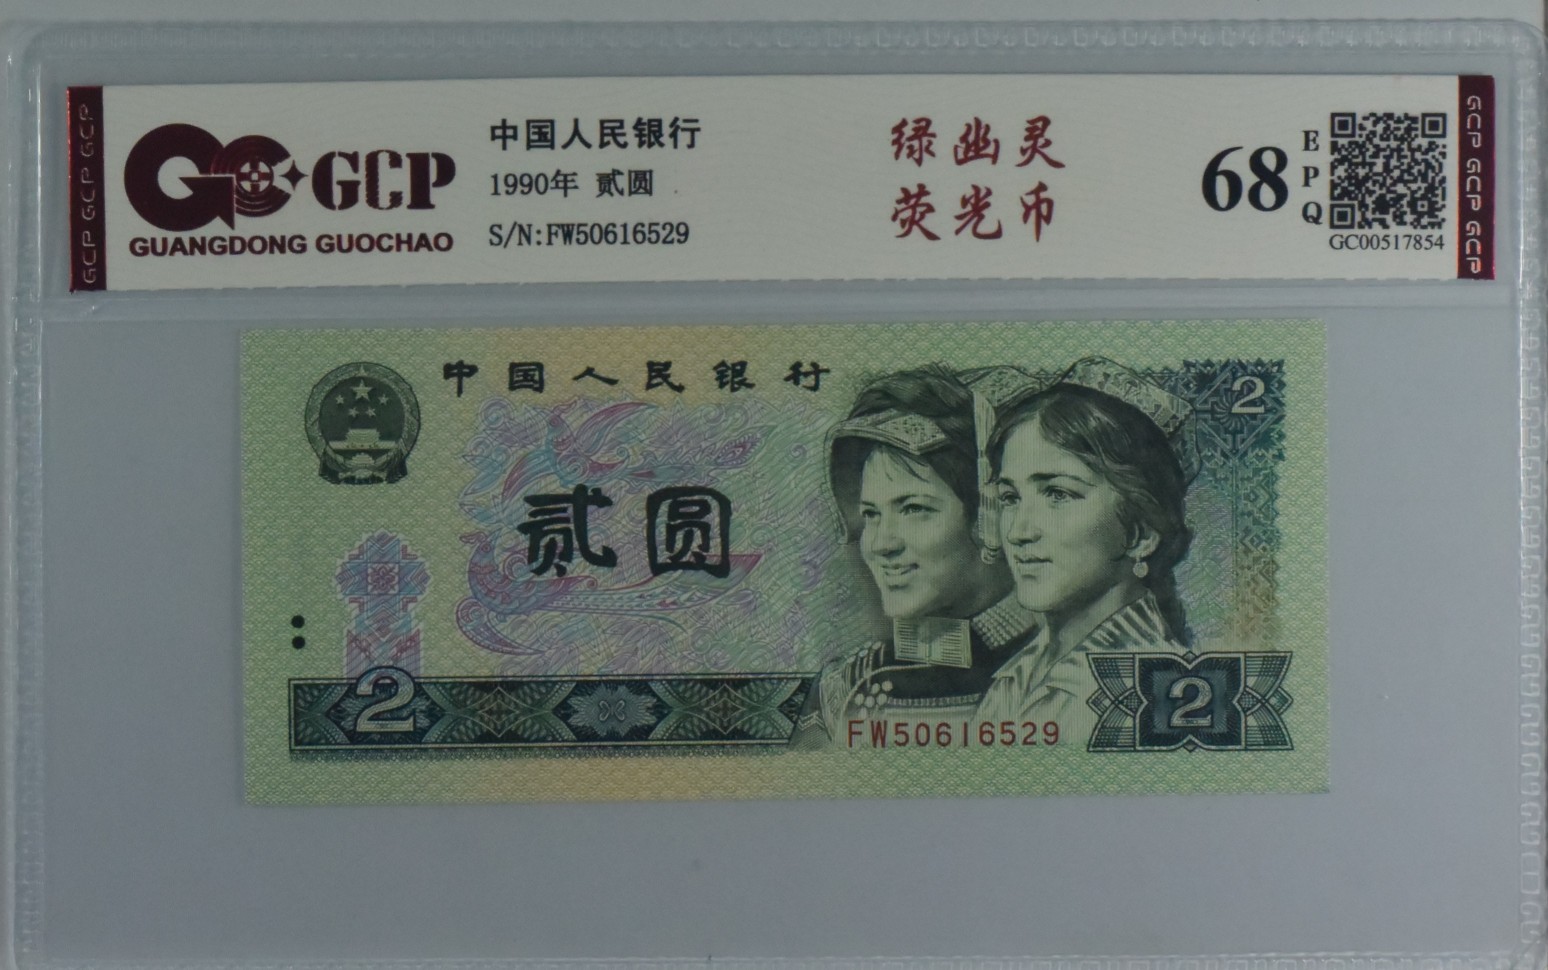 GCP GCP GCP
GCP
GUANGDONG GUOCHAO
中国人民银行
1990年 贰圆
S/N:FW50616529
绿幽灵
荧光币
68
EPQ
GC00517854
GCP GCP GCP
中国人民银行
2
贰圆
2
FW50616529
2